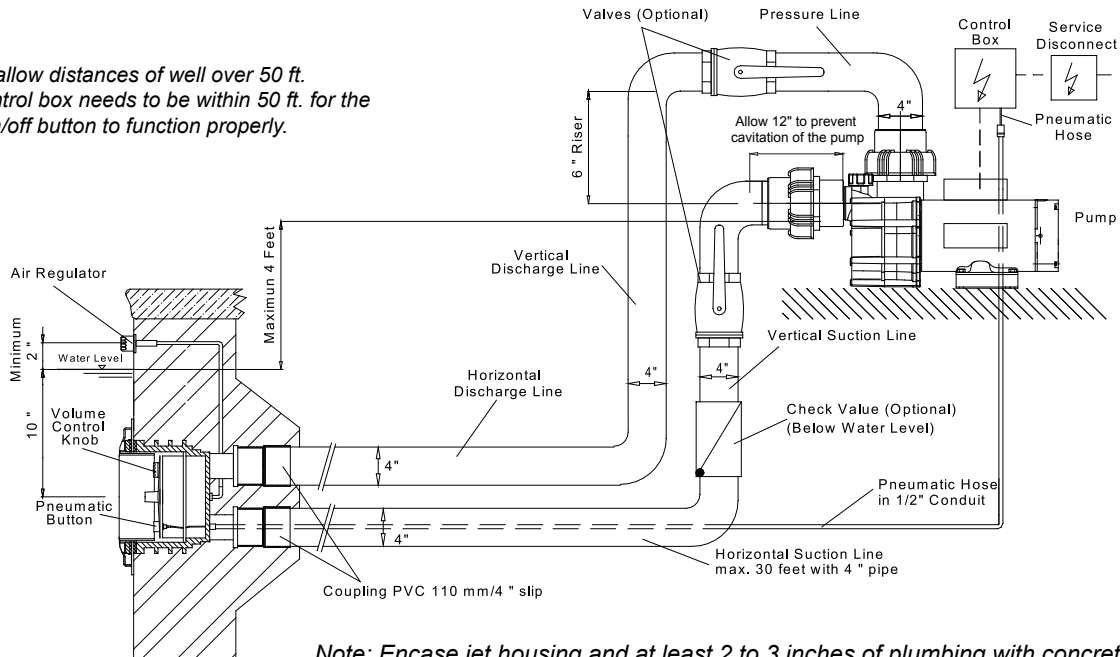 allow distances of well over 50 ft.
ntrol box needs to be within 50 ft. for the
n/off button to function properly.
Valves (Optional)
Pressure Line
Control
Box
Service
Disconnect
Pneumatic
Hose
4"
6 " Riser
Allow 12" to prevent
cavitation of the pump
Pump
Maximun 4 Feet
Vertical
Discharge Line
Air Regulator
Minimum
2 "
Water Level
10 "
Volume
Control
Knob
Pneumatic
Button
Horizontal
Discharge Line
4"
4"
Vertical Suction Line
4"
Check Value (Optional)
(Below Water Level)
4"
Pneumatic Hose
in 1/2" Conduit
Horizontal Suction Line
max. 30 feet with 4 " pipe
Coupling PVC 110 mm/4 " slip
Note: Encase jet housing and at least 2 to 3 inches of plumbing with concret